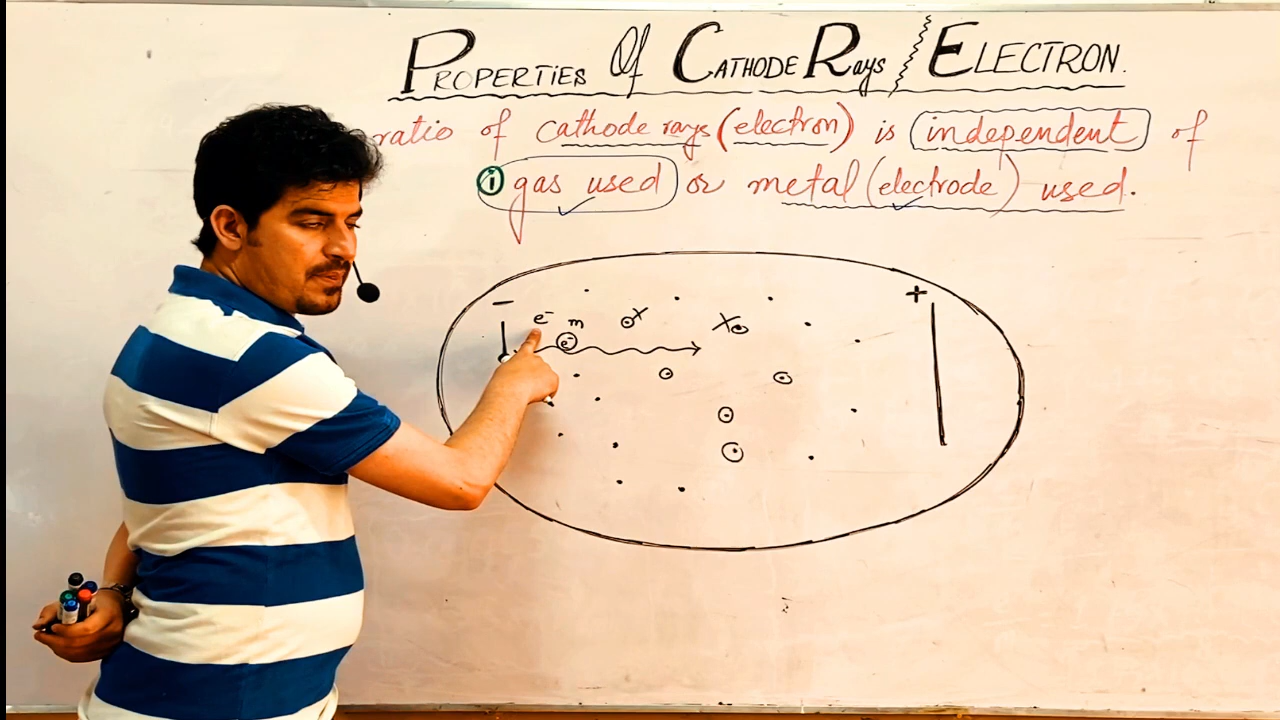 PROPERTIES Of CATHODE RAys / ELECTRON.
ratio of cathode rays (electron) is independent of
① gas used or metal (electrode) used.
− +
e⁻ m x X
e⁻